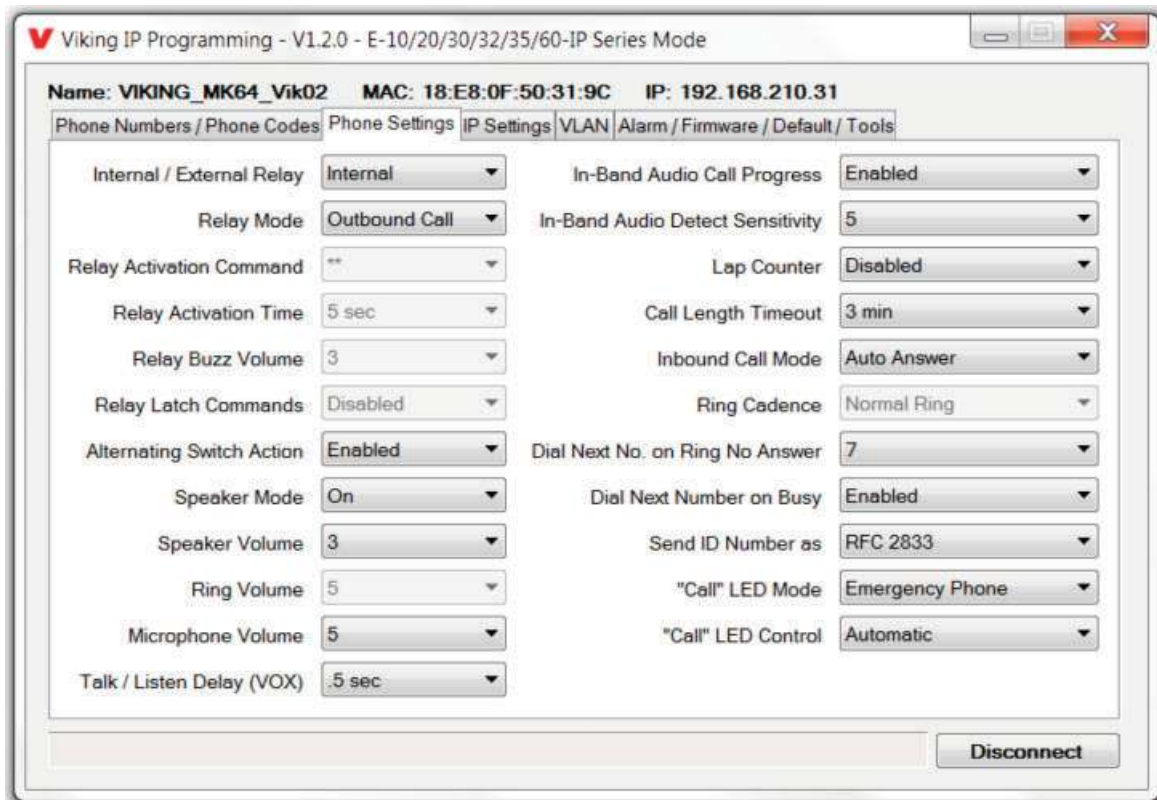 Viking IP Programming - V1.2.0 - E-10/20/30/32/35/60-IP Series Mode
Name: VIKING_MK64_Vik02 MAC: 18:E8:0F:50:31:9C IP: 192.168.210.31
Phone Numbers / Phone Codes Phone Settings IP Settings VLAN Alarm / Firmware / Default / Tools
Internal / External Relay Internal In-Band Audio Call Progress Enabled
Relay Mode Outbound Call In-Band Audio Detect Sensitivity 5
Relay Activation Command ** Lap Counter Disabled
Relay Activation Time 5 sec Call Length Timeout 3 min
Relay Buzz Volume 3 Inbound Call Mode Auto Answer
Relay Latch Commands Disabled Ring Cadence Normal Ring
Alternating Switch Action Enabled Dial Next No. on Ring No Answer 7
Speaker Mode On Dial Next Number on Busy Enabled
Speaker Volume 3 Send ID Number as RFC 2833
Ring Volume 5 "Call" LED Mode Emergency Phone
Microphone Volume 5 "Call" LED Control Automatic
Talk / Listen Delay (VOX) .5 sec
Disconnect